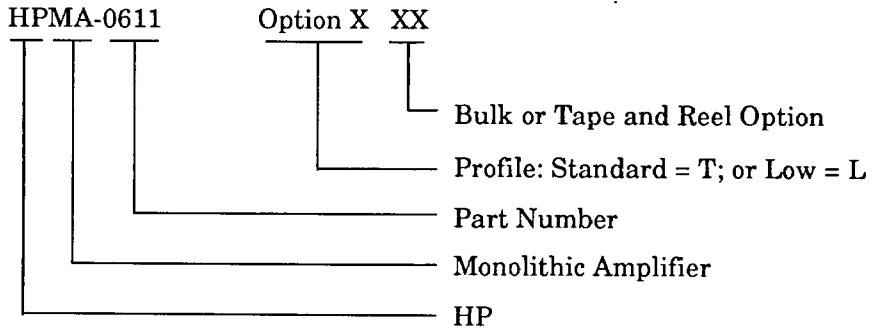 HPMA-0611 Option X XX
Bulk or Tape and Reel Option
Profile: Standard = T; or Low = L
Part Number
Monolithic Amplifier
HP